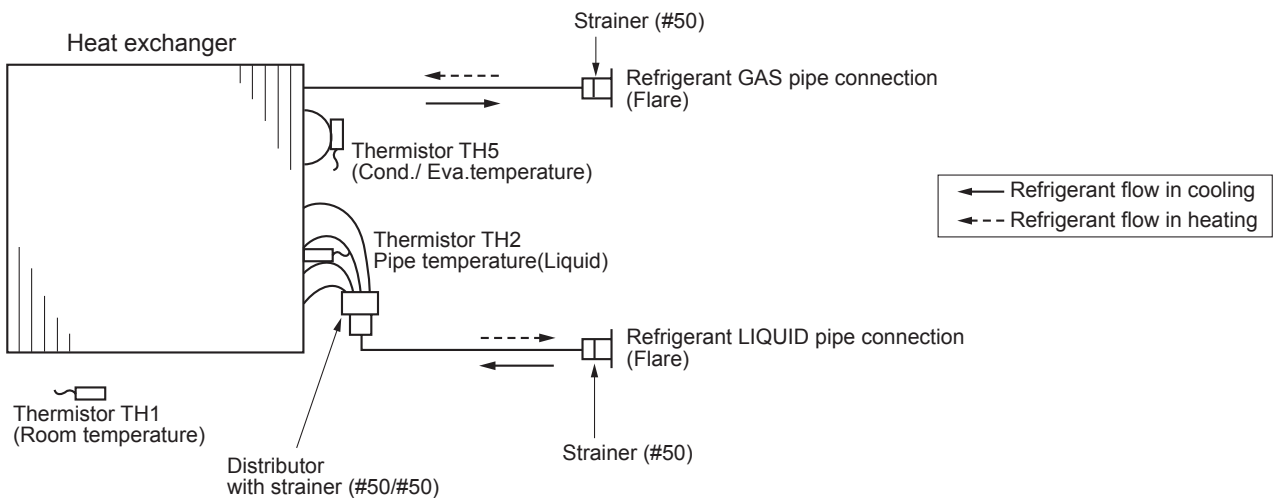 Strainer (#50)
Heat exchanger
Refrigerant GAS pipe connection
(Flare)
Thermistor TH5
(Cond./ Eva.temperature)
Refrigerant flow in cooling
Refrigerant flow in heating
Thermistor TH2
Pipe temperature(Liquid)
Refrigerant LIQUID pipe connection
(Flare)
Thermistor TH1
(Room temperature)
Strainer (#50)
Distributor
with strainer (#50/#50)